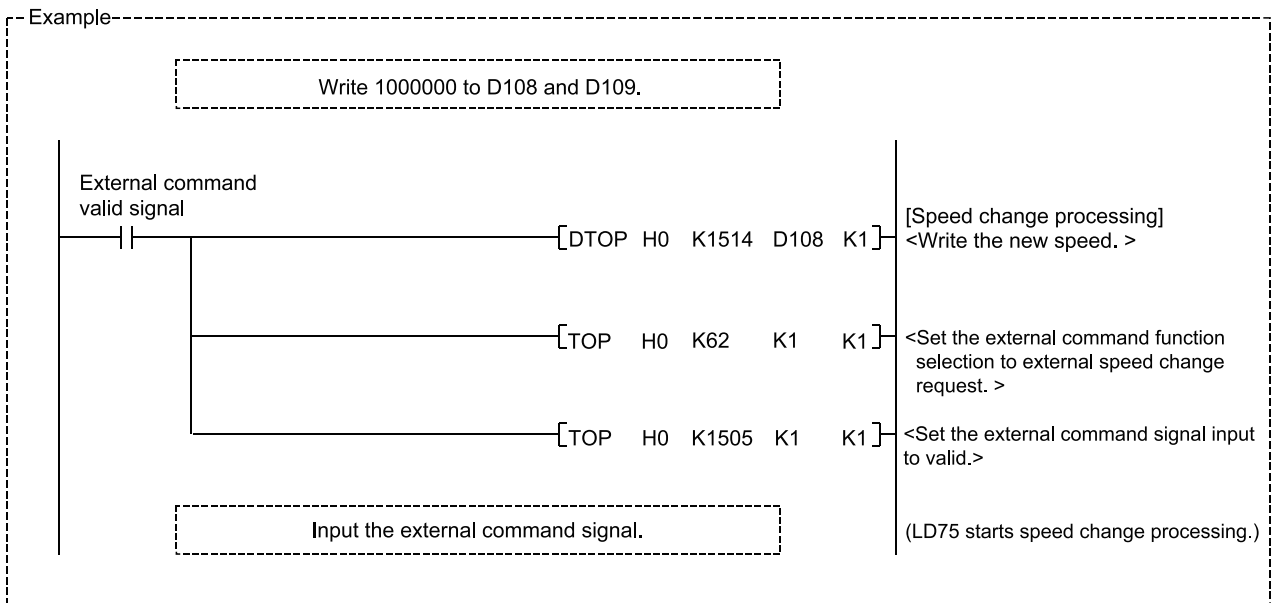 Example
Write 1000000 to D108 and D109.
External command
valid signal
DTOP H0 K1514 D108 K1
[Speed change processing]
<Write the new speed. >
TOP H0 K62 K1 K1
<Set the external command function
selection to external speed change
request. >
TOP H0 K1505 K1 K1
<Set the external command signal input
to valid.>
Input the external command signal.
(LD75 starts speed change processing.)